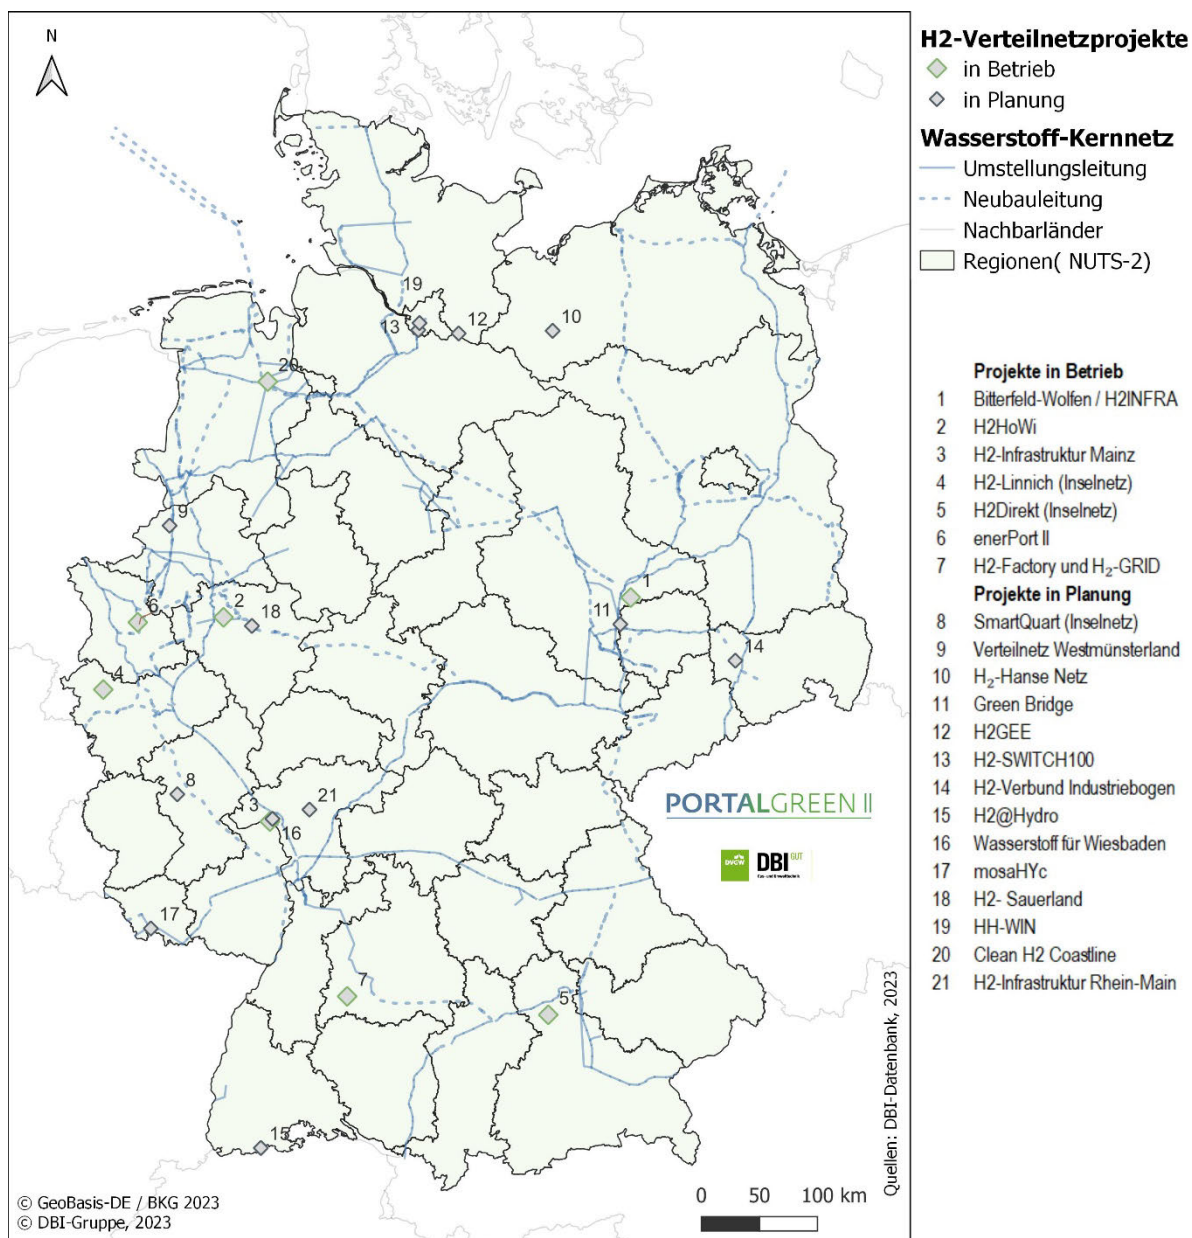 N
19
13
12
10
20
9
6
2
18
1
11
14
4
8
3
21
16
17
7
5
15
PORTALGREEN II
DVGW DBI GUT
Quellen: DBI-Datenbank, 2023
© GeoBasis-DE / BKG 2023
© DBI-Gruppe, 2023
0 50 100 km
H2-Verteilnetzprojekte
in Betrieb
in Planung
Wasserstoff-Kernnetz
Umstellungsleitung
Neubauleitung
Nachbarländer
Regionen( NUTS-2)
Projekte in Betrieb
1 Bitterfeld-Wolfen / H2INFRA
2 H2HoWi
3 H2-Infrastruktur Mainz
4 H2-Linnich (Inselnetz)
5 H2Direkt (Inselnetz)
6 enerPort II
7 H2-Factory und H₂-GRID
Projekte in Planung
8 SmartQuart (Inselnetz)
9 Verteilnetz Westmünsterland
10 H₂-Hanse Netz
11 Green Bridge
12 H2GEE
13 H2-SWITCH100
14 H2-Verbund Industriebogen
15 H2@Hydro
16 Wasserstoff für Wiesbaden
17 mosaHYc
18 H2- Sauerland
19 HH-WIN
20 Clean H2 Coastline
21 H2-Infrastruktur Rhein-Main